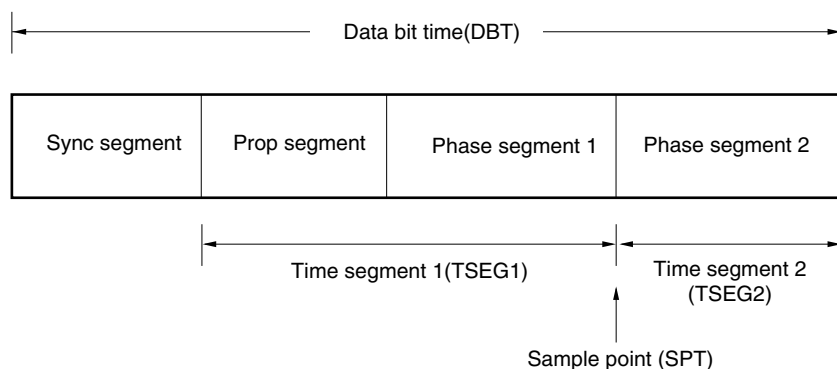 Data bit time(DBT)
Sync segment
Prop segment
Phase segment 1
Phase segment 2
Time segment 1(TSEG1)
Time segment 2
(TSEG2)
Sample point (SPT)